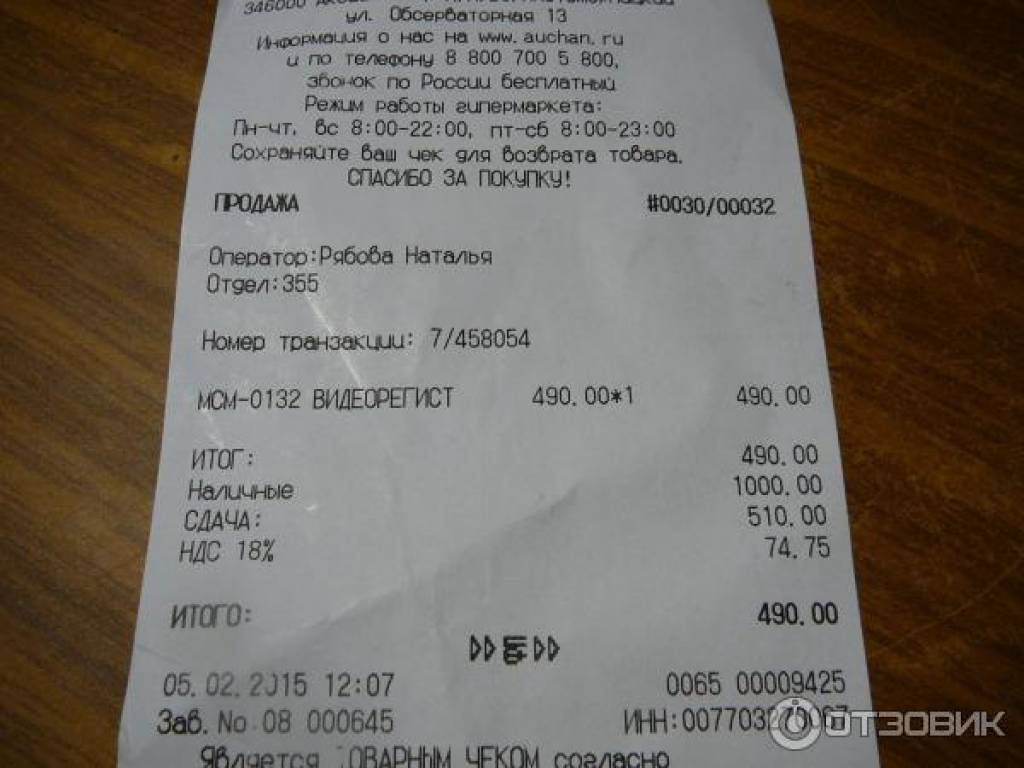 346000
ул. Обсерваторная 13
Информация о нас на www.auchan.ru
и по телефону 8 800 700 5 800,
звонок по России бесплатный
Режим работы гипермаркета:
Пн-чт, вс 8:00-22:00, пт-сб 8:00-23:00
Сохраняйте ваш чек для возврата товара.
СПАСИБО ЗА ПОКУПКУ!
ПРОДАЖА #0030/00032
Оператор:Рябова Наталья
Отдел:355
Номер транзакции: 7/458054
МСМ-0132 ВИДЕОРЕГИСТ 490.00*1 490.00
ИТОГ: 490.00
Наличные 1000.00
СДАЧА: 510.00
НДС 18% 74.75
ИТОГО: 490.00
05.02.2015 12:07 0065 00009425
Зав. No 08 000645 ИНН:007703270067
ОТЗОВИК
Является ТОВАРНЫМ ЧЕКОМ согласно